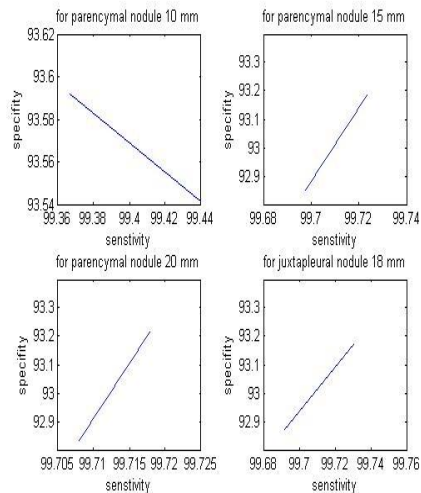 for parencymal nodule 10 mm
93.62
93.6
93.58
93.56
93.54
specifity
99.36 99.38 99.4 99.42 99.44
senstivity
for parencymal nodule 15 mm
93.3
93.2
93.1
93
92.9
specifity
99.68 99.7 99.72 99.74
senstivity
for parencymal nodule 20 mm
93.3
93.2
93.1
93
92.9
specifity
99.705 99.71 99.715 99.72 99.725
senstivity
for juxtapleural nodule 18 mm
93.3
93.2
93.1
93
92.9
specifity
99.68 99.7 99.72 99.74 99.76
senstivity